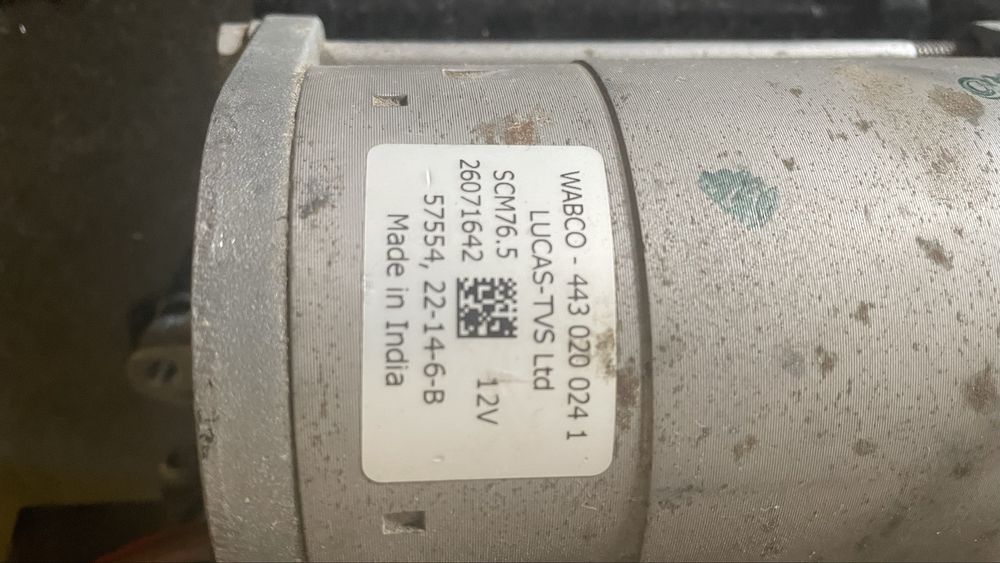 WABCO - 443 020 024 1
LUCAS-TVS Ltd
SCM76.5 12V
26071642
57554, 22-14-6-B
Made in India